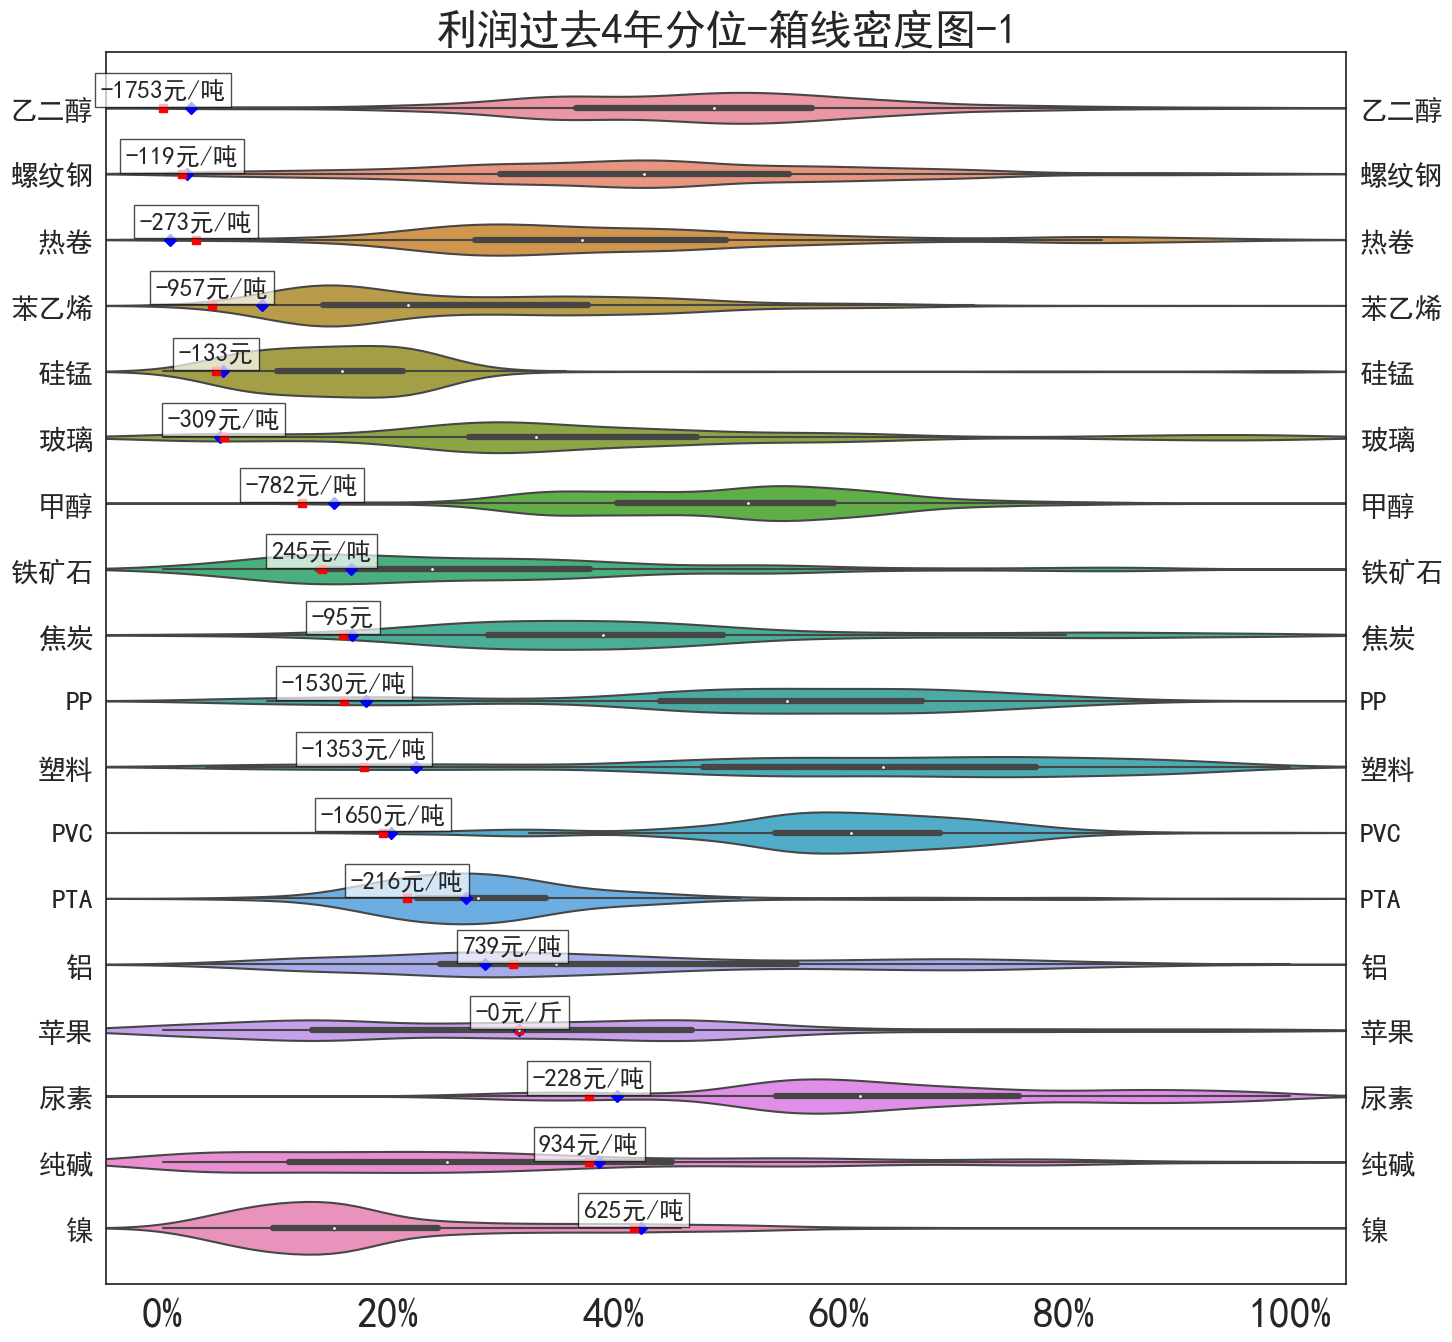 利润过去4年分位-箱线密度图-1
乙二醇 -1753元/吨 乙二醇
螺纹钢 -119元/吨 螺纹钢
热卷 -273元/吨 热卷
苯乙烯 -957元/吨 苯乙烯
硅锰 -133元 硅锰
玻璃 -309元/吨 玻璃
甲醇 -782元/吨 甲醇
铁矿石 245元/吨 铁矿石
焦炭 -95元 焦炭
PP -1530元/吨 PP
塑料 -1353元/吨 塑料
PVC -1650元/吨 PVC
PTA -216元/吨 PTA
铝 739元/吨 铝
苹果 -0元/斤 苹果
尿素 -228元/吨 尿素
纯碱 934元/吨 纯碱
镍 625元/吨 镍
0% 20% 40% 60% 80% 100%